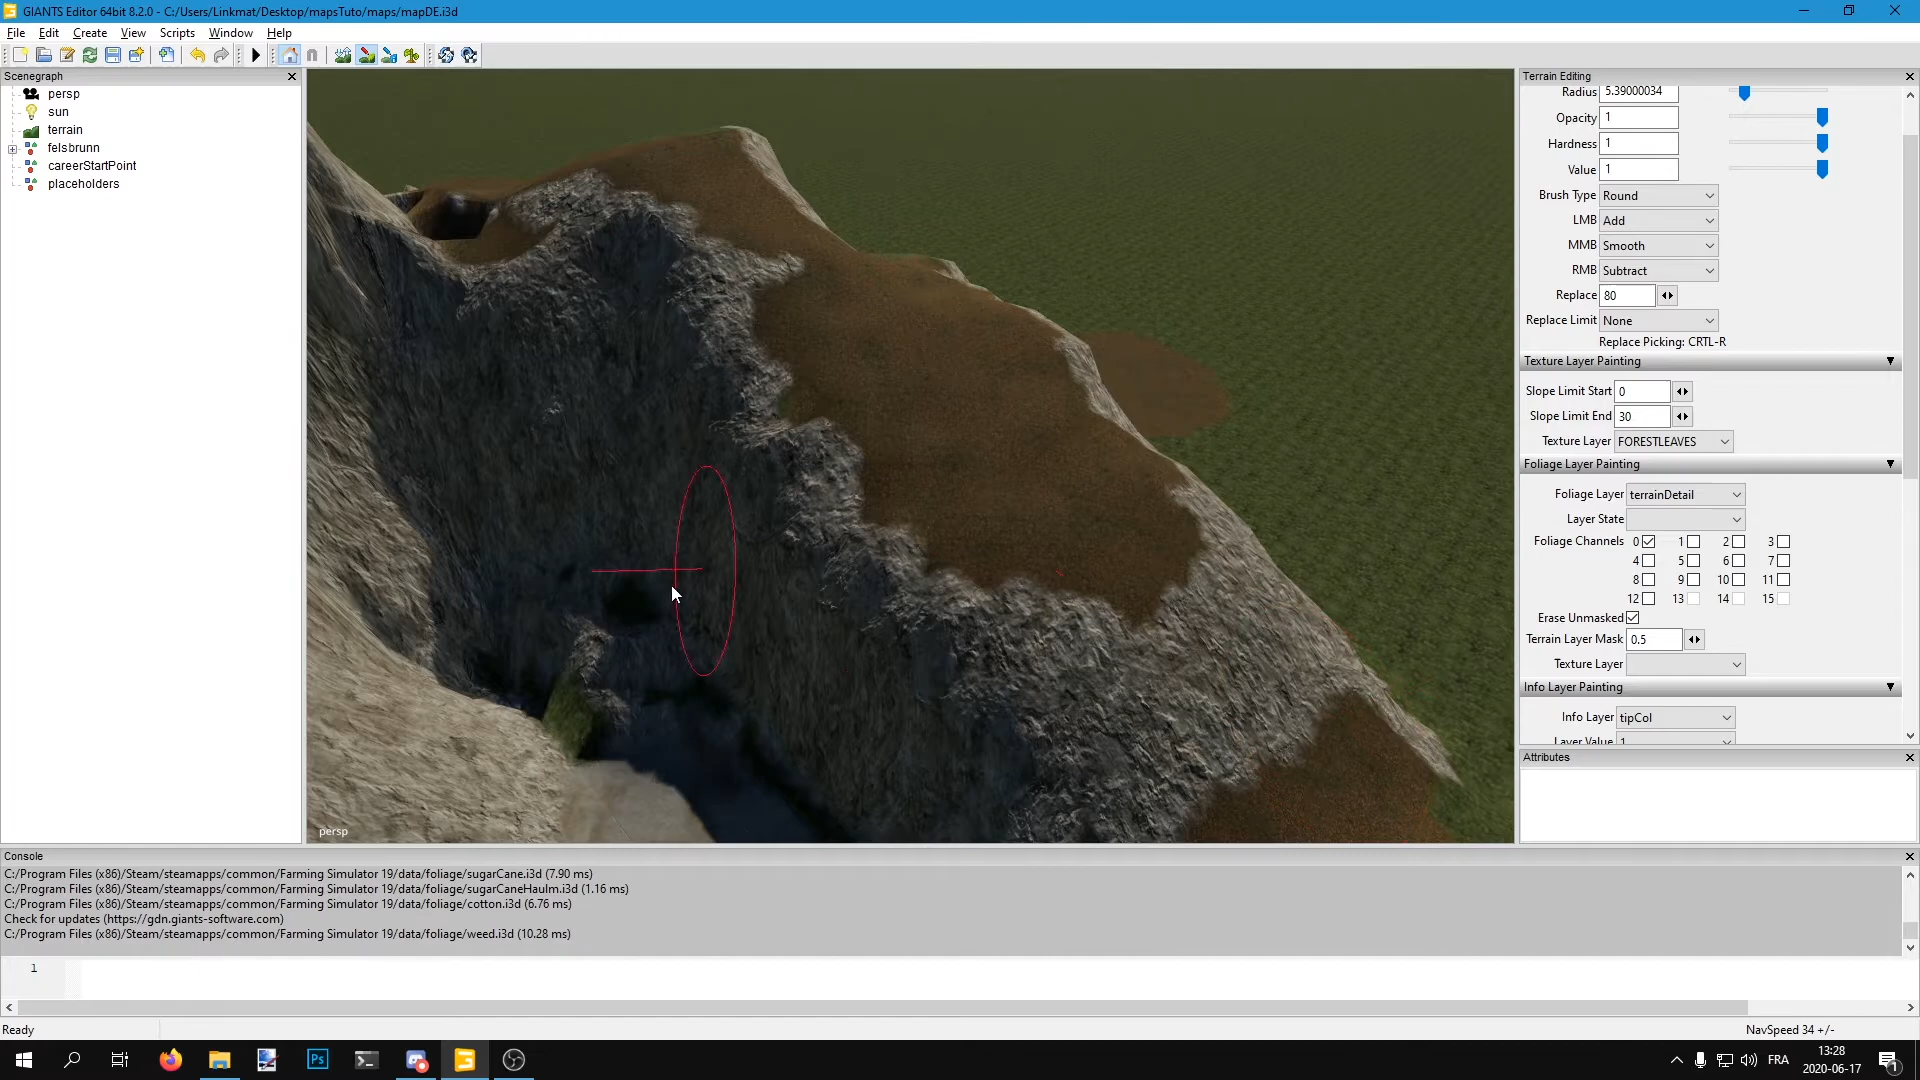 GIANTS Editor 64bit 8.2.0 - C:/Users/Linkmat/Desktop/mapsTuto/maps/mapDE.i3d
File Edit Create View Scripts Window Help
Scenegraph
persp
sun
terrain
felsbrunn
careerStartPoint
placeholders
persp
Terrain Editing
Radius 5.39000034
Opacity 1
Hardness 1
Value 1
Brush Type Round
LMB Add
MMB Smooth
RMB Subtract
Replace 80
Replace Limit None
Replace Picking: CRTL-R
Texture Layer Painting
Slope Limit Start 0
Slope Limit End 30
Texture Layer FORESTLEAVES
Foliage Layer Painting
Foliage Layer terrainDetail
Layer State
Foliage Channels 0 1 2 3
4 5 6 7
8 9 10 11
12 13 14 15
Erase Unmasked
Terrain Layer Mask 0.5
Texture Layer
Info Layer Painting
Info Layer tipCol
Layer Value 1
Attributes
Console
C:/Program Files (x86)/Steam/steamapps/common/Farming Simulator 19/data/foliage/sugarCane.i3d (7.90 ms)
C:/Program Files (x86)/Steam/steamapps/common/Farming Simulator 19/data/foliage/sugarCaneHaulm.i3d (1.16 ms)
C:/Program Files (x86)/Steam/steamapps/common/Farming Simulator 19/data/foliage/cotton.i3d (6.76 ms)
Check for updates (https://gdn.giants-software.com)
C:/Program Files (x86)/Steam/steamapps/common/Farming Simulator 19/data/foliage/weed.i3d (10.28 ms)
1
Ready
NavSpeed 34 +/-
Ps
FRA
13:28
2020-06-17
1